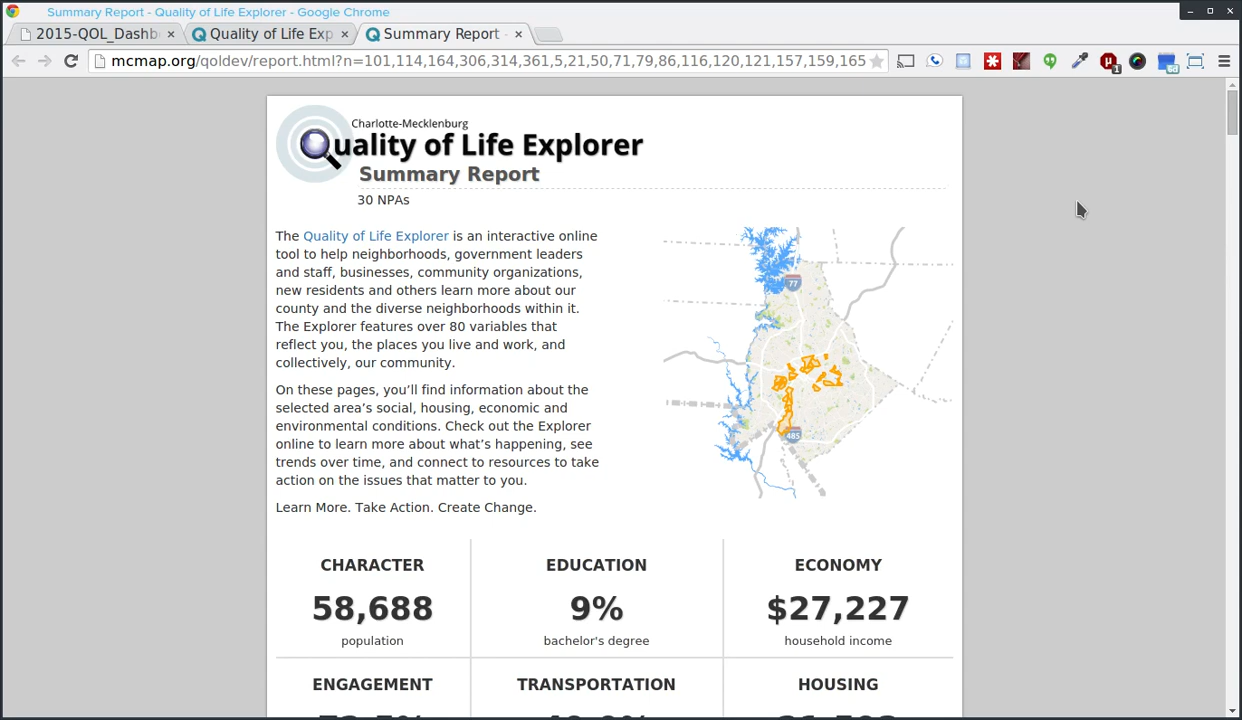 Summary Report - Quality of Life Explorer - Google Chrome
2015-QOL_Dashb
Quality of Life Exp
Summary Report -
mcmap.org/qoldev/report.html?n=101,114,164,306,314,361,5,21,50,71,79,86,116,120,121,157,159,165
Charlotte-Mecklenburg
Quality of Life Explorer
Summary Report
30 NPAs
The Quality of Life Explorer is an interactive online
tool to help neighborhoods, government leaders
and staff, businesses, community organizations,
new residents and others learn more about our
county and the diverse neighborhoods within it.
The Explorer features over 80 variables that
reflect you, the places you live and work, and
collectively, our community.
On these pages, you’ll find information about the
selected area’s social, housing, economic and
environmental conditions. Check out the Explorer
online to learn more about what’s happening, see
trends over time, and connect to resources to take
action on the issues that matter to you.
Learn More. Take Action. Create Change.
77
485
CHARACTER
58,688
population
EDUCATION
9%
bachelor's degree
ECONOMY
$27,227
household income
ENGAGEMENT
TRANSPORTATION
HOUSING